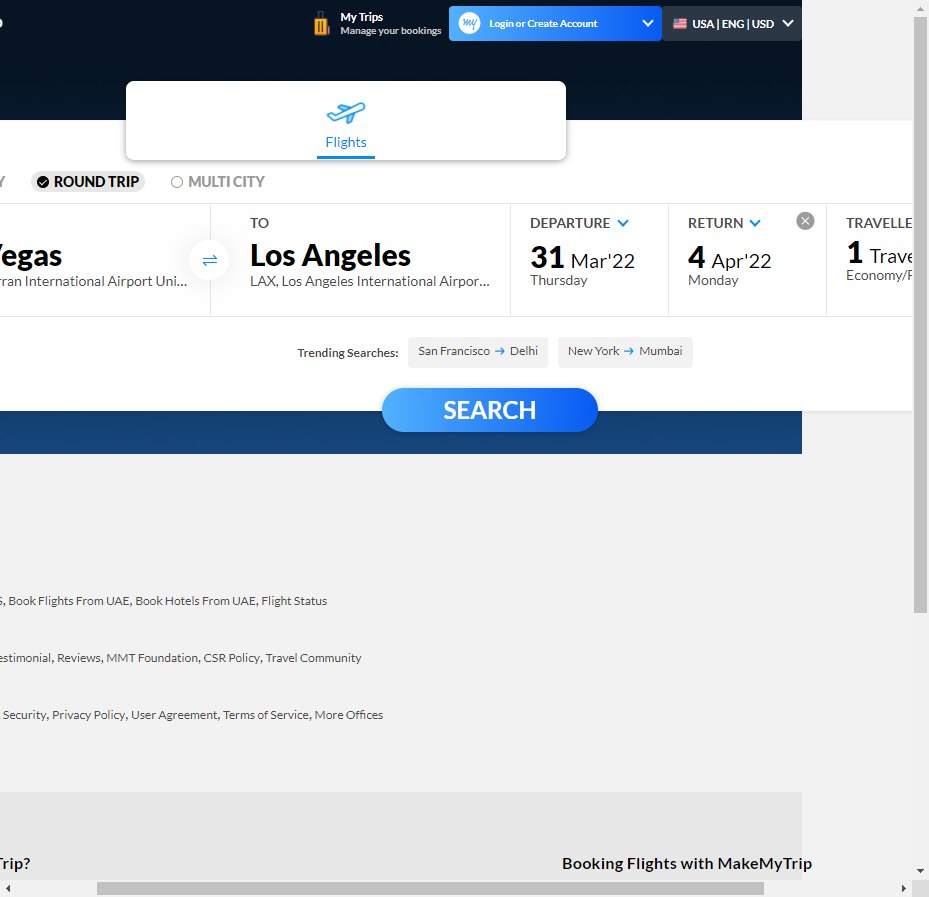 My Trips
Manage your bookings
my Login or Create Account
USA | ENG | USD
Flights
Y ROUND TRIP MULTI CITY
TO
DEPARTURE
RETURN
TRAVELLE
Vegas
Los Angeles
31 Mar'22
4 Apr'22
1 Trave
rran International Airport Uni...
LAX, Los Angeles International Airpor...
Thursday
Monday
Economy/P
Trending Searches:
San Francisco → Delhi
New York → Mumbai
SEARCH
S, Book Flights From UAE, Book Hotels From UAE, Flight Status
estimonial, Reviews, MMT Foundation, CSR Policy, Travel Community
Security, Privacy Policy, User Agreement, Terms of Service, More Offices
Trip?
Booking Flights with MakeMyTrip